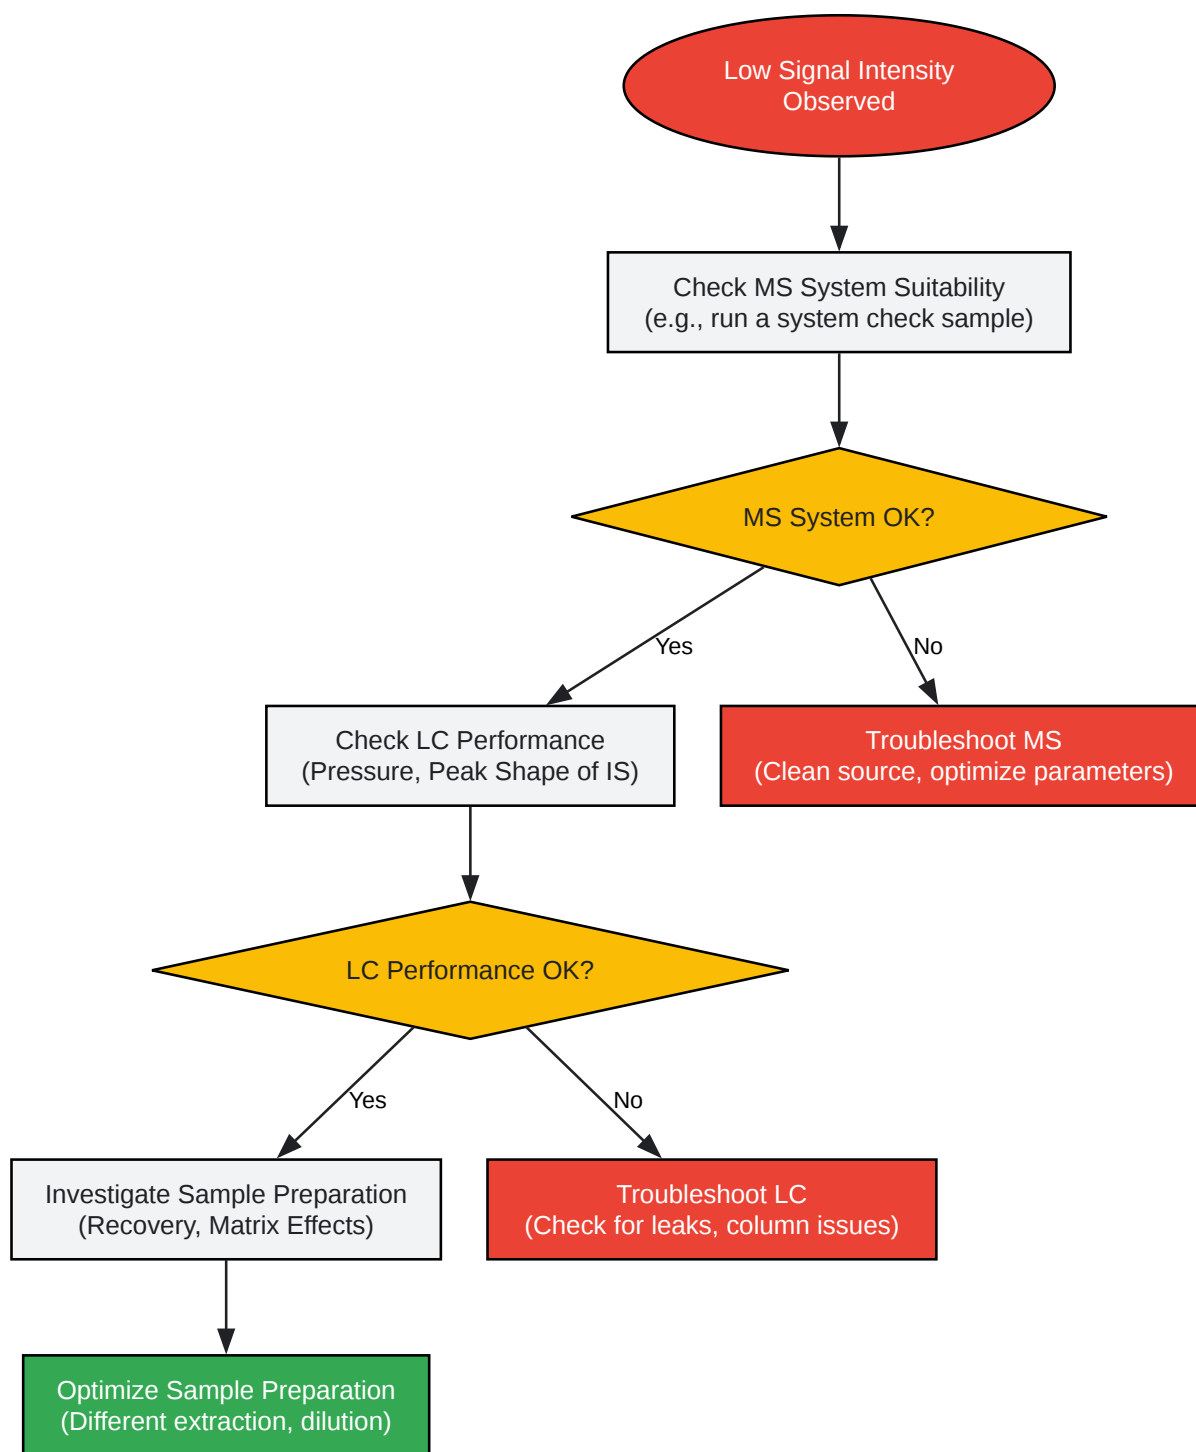 Low Signal Intensity
Observed
Check MS System Suitability
(e.g., run a system check sample)
MS System OK?
Yes
No
Check LC Performance
(Pressure, Peak Shape of IS)
Troubleshoot MS
(Clean source, optimize parameters)
LC Performance OK?
Yes
No
Investigate Sample Preparation
(Recovery, Matrix Effects)
Troubleshoot LC
(Check for leaks, column issues)
Optimize Sample Preparation
(Different extraction, dilution)